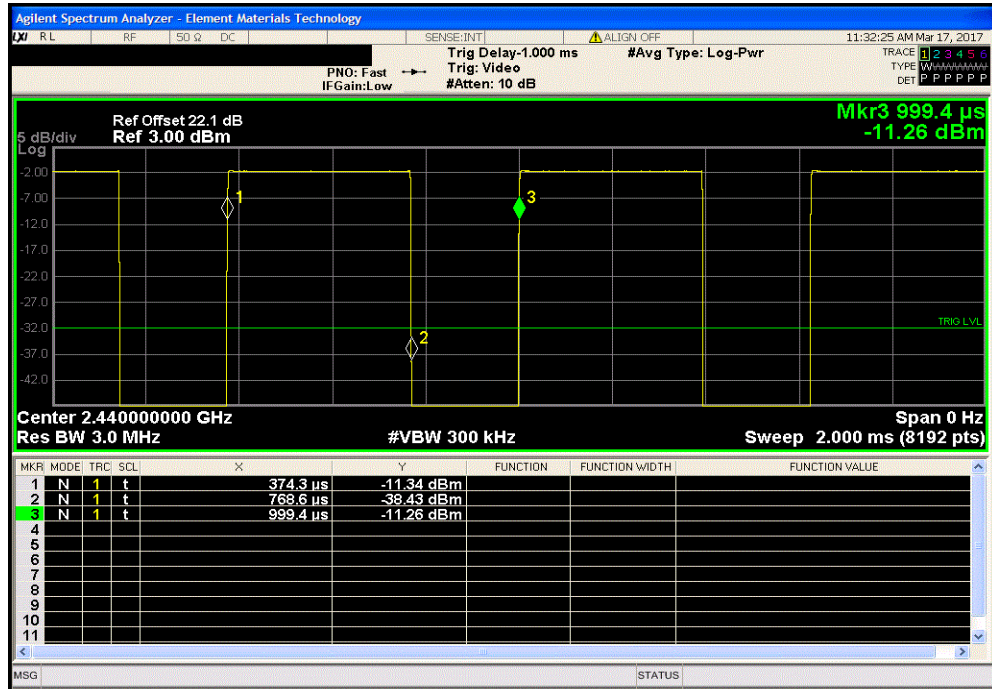 Agilent Spectrum Analyzer - Element Materials Technology
LXI RL RF 50 Ω DC SENSE:INT ALIGN OFF 11:32:25 AM Mar 17, 2017
PNO: Fast
IFGain:Low
Trig Delay-1.000 ms
Trig: Video
#Atten: 10 dB
#Avg Type: Log-Pwr
TRACE 1 2 3 4 5 6
TYPE WWWWWW
DET P P P P P P
Mkr3 999.4 µs
-11.26 dBm
5 dB/div
Log
Ref Offset 22.1 dB
Ref 3.00 dBm
-2.00
-7.00
-12.0
-17.0
-22.0
-27.0
-32.0
-37.0
-42.0
1
2
3
TRIG LVL
Center 2.440000000 GHz Span 0 Hz
Res BW 3.0 MHz #VBW 300 kHz Sweep 2.000 ms (8192 pts)
MKR MODE TRC SCL X Y FUNCTION FUNCTION WIDTH FUNCTION VALUE
1 N 1 t 374.3 µs -11.34 dBm
2 N 1 t 768.6 µs -38.43 dBm
3 N 1 t 999.4 µs -11.26 dBm
4
5
6
7
8
9
10
11
MSG STATUS